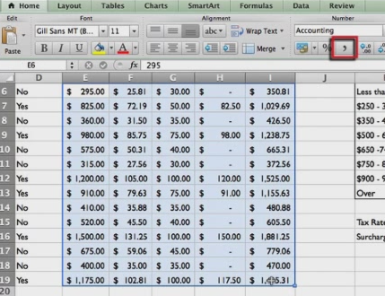 Home Layout Tables Charts SmartArt Formulas Data Review
Edit Font Alignment Number
Gill Sans MT (B... 11 abc Wrap Text Accounting
Paste B I U Merge %
E6 fx 295
D E F G H I J
6 No $ 295.00 $ 25.81 $ 30.00 $ - $ 350.81 Less tha
7 Yes $ 825.00 $ 72.19 $ 50.00 $ 82.50 $ 1,029.69 $250 - 3
8 No $ 360.00 $ 31.50 $ 35.00 $ - $ 426.50 $350 - 4
9 Yes $ 980.00 $ 85.75 $ 75.00 $ 98.00 $ 1,238.75 $500 - 6
10 No $ 575.00 $ 50.31 $ 40.00 $ - $ 665.31 $650 -7
11 No $ 315.00 $ 27.56 $ 30.00 $ - $ 372.56 $750 - 8
12 Yes $ 1,200.00 $ 105.00 $ 100.00 $ 120.00 $ 1,525.00 $900 - 9
13 Yes $ 910.00 $ 79.63 $ 75.00 $ 91.00 $ 1,155.63 Over
14 No $ 410.00 $ 35.88 $ 35.00 $ - $ 480.88
15 No $ 520.00 $ 45.50 $ 40.00 $ - $ 605.50 Tax Rate
16 Yes $ 1,500.00 $ 131.25 $ 100.00 $ 150.00 $ 1,881.25 Surcharg
17 No $ 675.00 $ 59.06 $ 45.00 $ - $ 779.06
18 No $ 400.00 $ 35.00 $ 35.00 $ - $ 470.00
19 Yes $ 1,175.00 $ 102.81 $ 100.00 $ 117.50
20